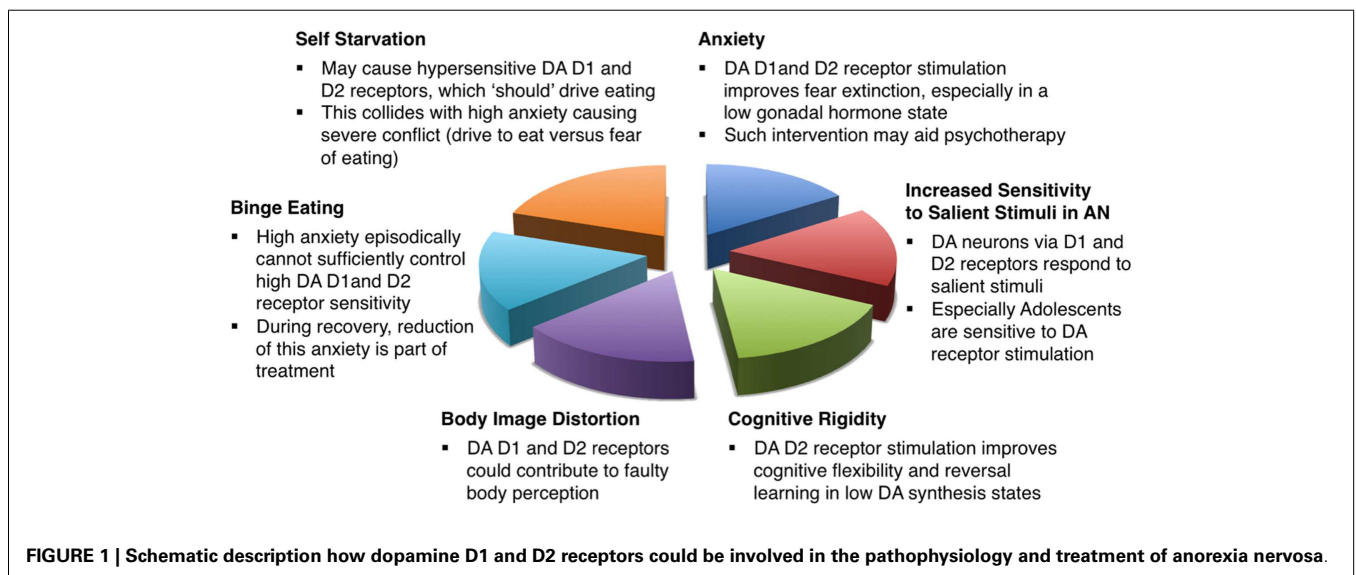 Self Starvation
▪ May cause hypersensitive DA D1 and
D2 receptors, which ‘should’ drive eating
▪ This collides with high anxiety causing
severe conflict (drive to eat versus fear
of eating)
Anxiety
▪ DA D1and D2 receptor stimulation
improves fear extinction, especially in a
low gonadal hormone state
▪ Such intervention may aid psychotherapy
Binge Eating
▪ High anxiety episodically
cannot sufficiently control
high DA D1and D2
receptor sensitivity
▪ During recovery, reduction
of this anxiety is part of
treatment
Increased Sensitivity
to Salient Stimuli in AN
▪ DA neurons via D1 and
D2 receptors respond to
salient stimuli
▪ Especially Adolescents
are sensitive to DA
receptor stimulation
Body Image Distortion
▪ DA D1 and D2 receptors
could contribute to faulty
body perception
Cognitive Rigidity
▪ DA D2 receptor stimulation improves
cognitive flexibility and reversal
learning in low DA synthesis states
FIGURE 1 | Schematic description how dopamine D1 and D2 receptors could be involved in the pathophysiology and treatment of anorexia nervosa.